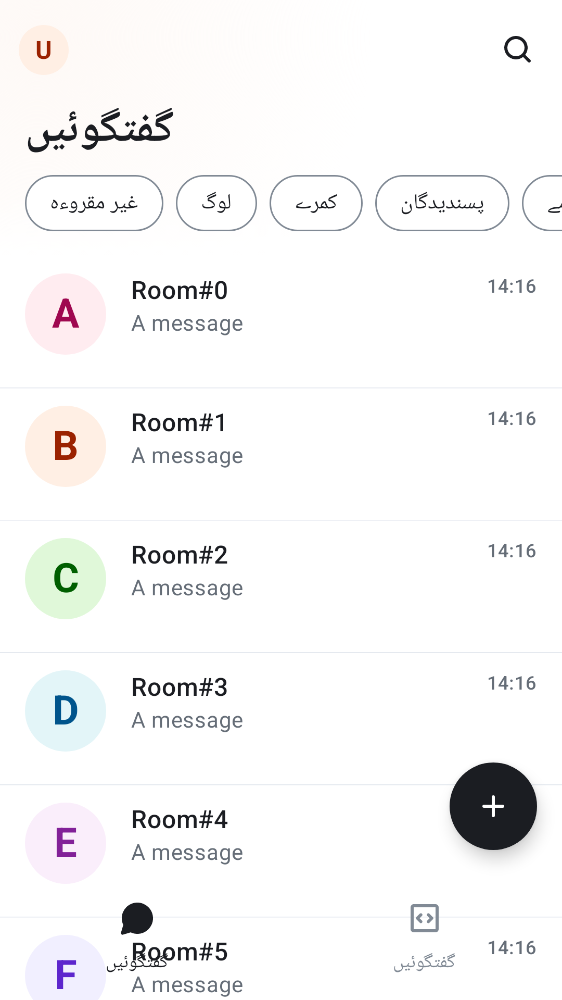 U
گفتگوئیں
غیر مقروءہ
لوگ
کمرے
پسندیدگان
A
Room#0
14:16
A message
B
Room#1
14:16
A message
C
Room#2
14:16
A message
D
Room#3
14:16
A message
E
Room#4
A message
F
Room#5
14:16
A message
گفتگوئیں
گفتگوئیں